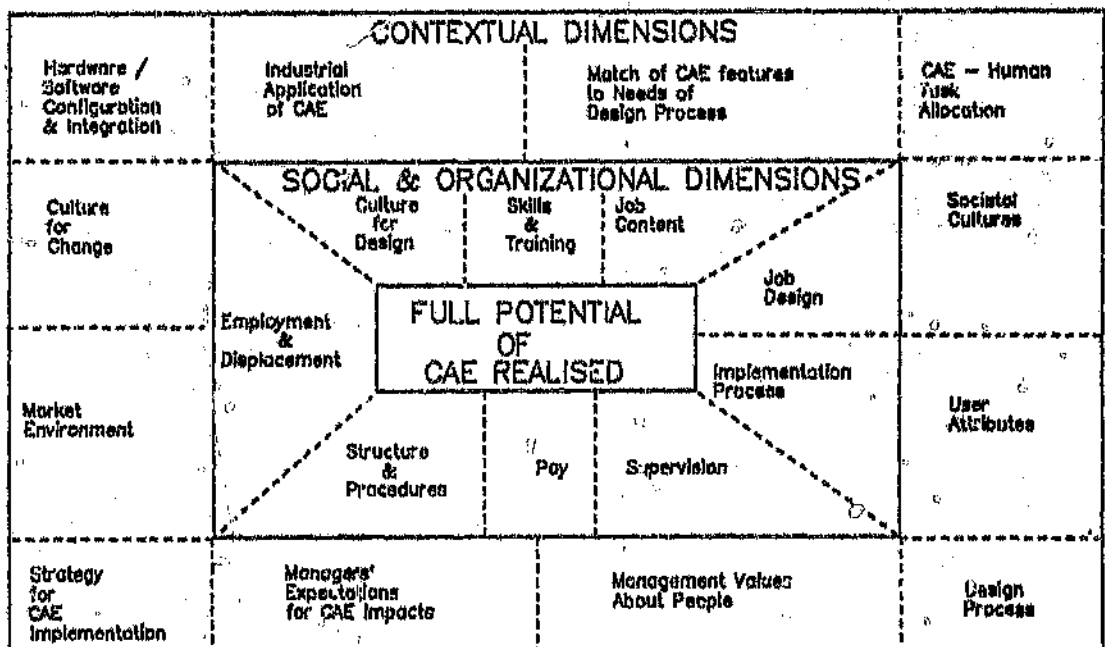 CONTEXTUAL DIMENSIONS
Hardware /
Software
Configuration
& Integration
Industrial
Application
of CAE
Match of CAE features
to Needs of
Design Process
CAE – Human
Task
Allocation
Culture
for
Change
SOCIAL & ORGANIZATIONAL DIMENSIONS
Culture
for
Design
Skills
&
Training
Job
Content
Societal
Cultures
Job
Design
Employment
&
Displacement
FULL POTENTIAL
OF
CAE REALISED
Implementation
Process
Market
Environment
User
Attributes
Structure
&
Procedures
Pay
Supervision
Strategy
for
CAE
Implementation
Managers'
Expectations
for CAE Impacts
Management Values
About People
Design
Process